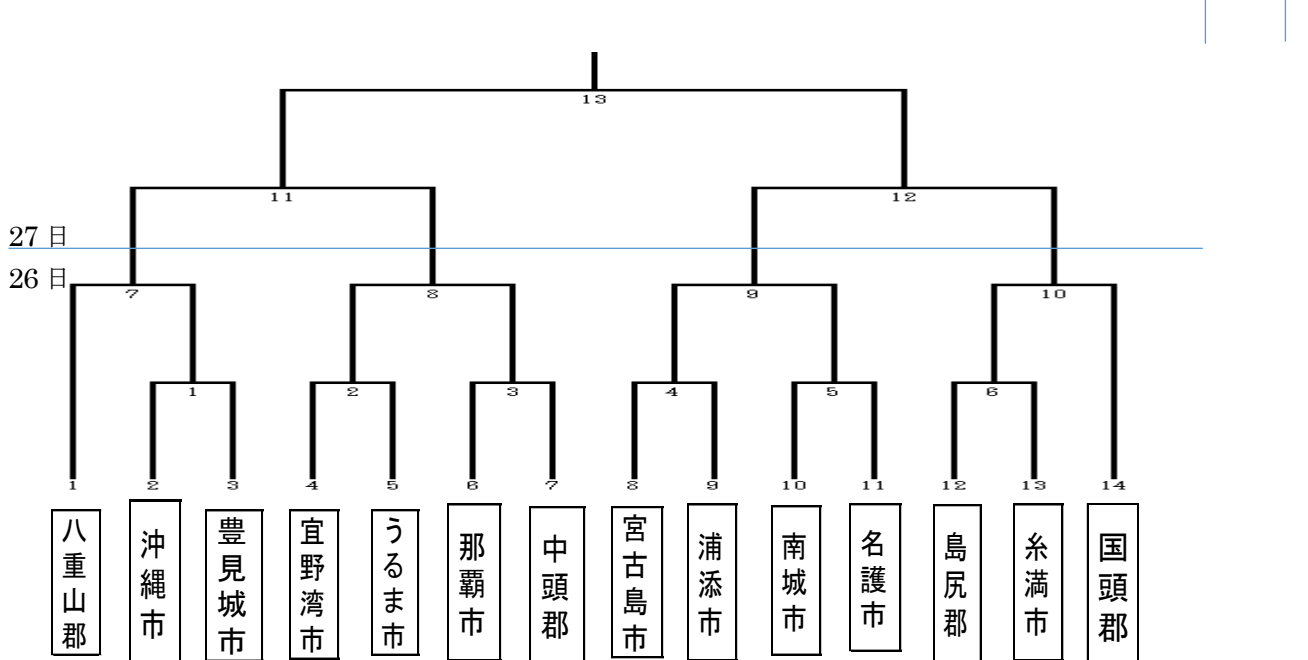 13
11
12
27日
26日
7
8
9
10
1
2
3
4
5
6
1
2
3
4
5
6
7
8
9
10
11
12
13
14
八重山郡
沖縄市
豊見城市
宜野湾市
うるま市
那覇市
中頭郡
宮古島市
浦添市
南城市
名護市
島尻郡
糸満市
国頭郡